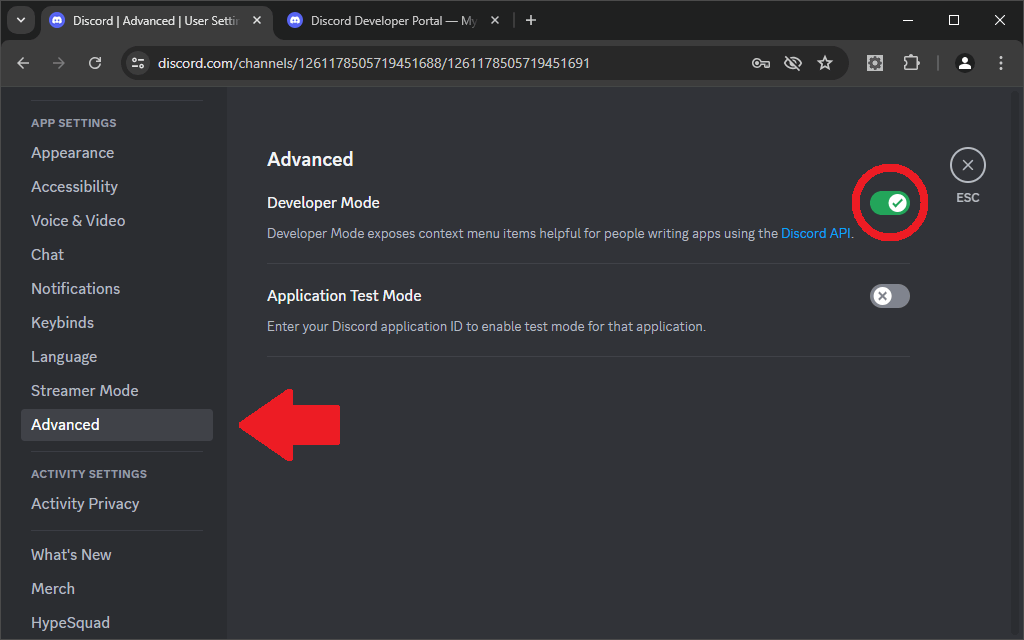 Discord | Advanced | User Settin
Discord Developer Portal — My
discord.com/channels/1261178505719451688/1261178505719451691
APP SETTINGS
Appearance
Accessibility
Voice & Video
Chat
Notifications
Keybinds
Language
Streamer Mode
Advanced
ACTIVITY SETTINGS
Activity Privacy
What's New
Merch
HypeSquad
Advanced
Developer Mode
Developer Mode exposes context menu items helpful for people writing apps using the Discord API.
Application Test Mode
Enter your Discord application ID to enable test mode for that application.
ESC